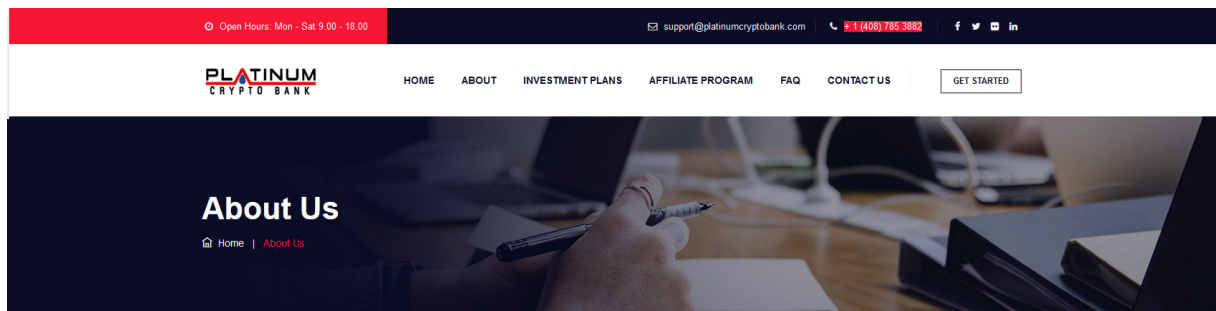 Open Hours: Mon - Sat 9.00 - 18.00
support@platinumcryptobank.com
+ 1 (408) 785 3882
PLATINUM
CRYPTO BANK
HOME ABOUT INVESTMENT PLANS AFFILIATE PROGRAM FAQ CONTACT US GET STARTED
About Us
Home | About Us